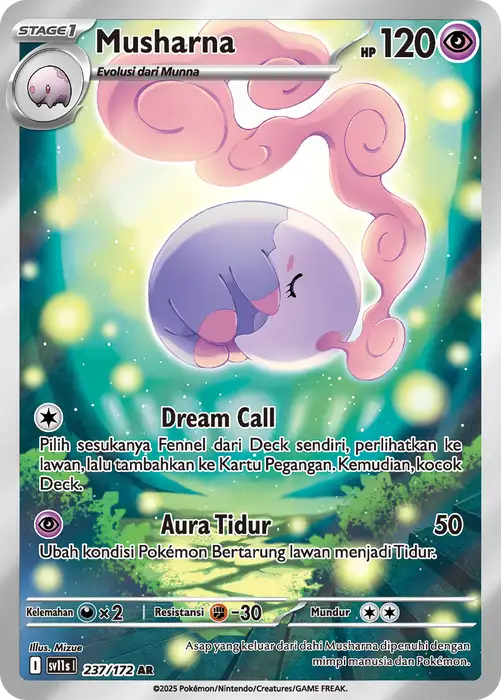 STAGE1 Musharna HP 120
Evolusi dari Munna
Dream Call
Pilih sesukanya Fennel dari Deck sendiri, perlihatkan ke
lawan, lalu tambahkan ke Kartu Pegangan. Kemudian, kocok
Deck.
Aura Tidur 50
Ubah kondisi Pokémon Bertarung lawan menjadi Tidur.
Kelemahan ×2 Resistansi -30 Mundur
Illus. Mizue
Asap yang keluar dari dahi Musharna dipenuhi dengan
mimpi manusia dan Pokémon.
I sv11s I 237/172 AR
©2025 Pokémon/Nintendo/Creatures/GAME FREAK.